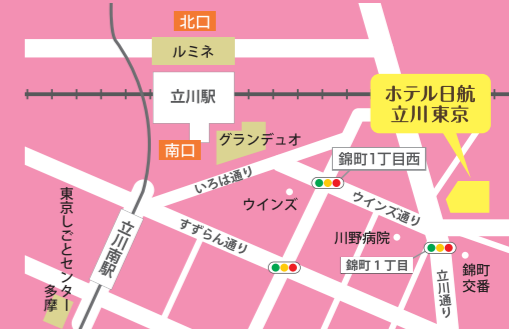 北口
ルミネ
立川駅
ホテル日航
立川 東京
南口
グランデュオ
錦町1丁目西
いろは通り
ウインズ
ウインズ通り
東京しごとセンター
多摩
立川南駅
すずらん通り
川野病院
錦町1丁目
立川通り
錦町
交番